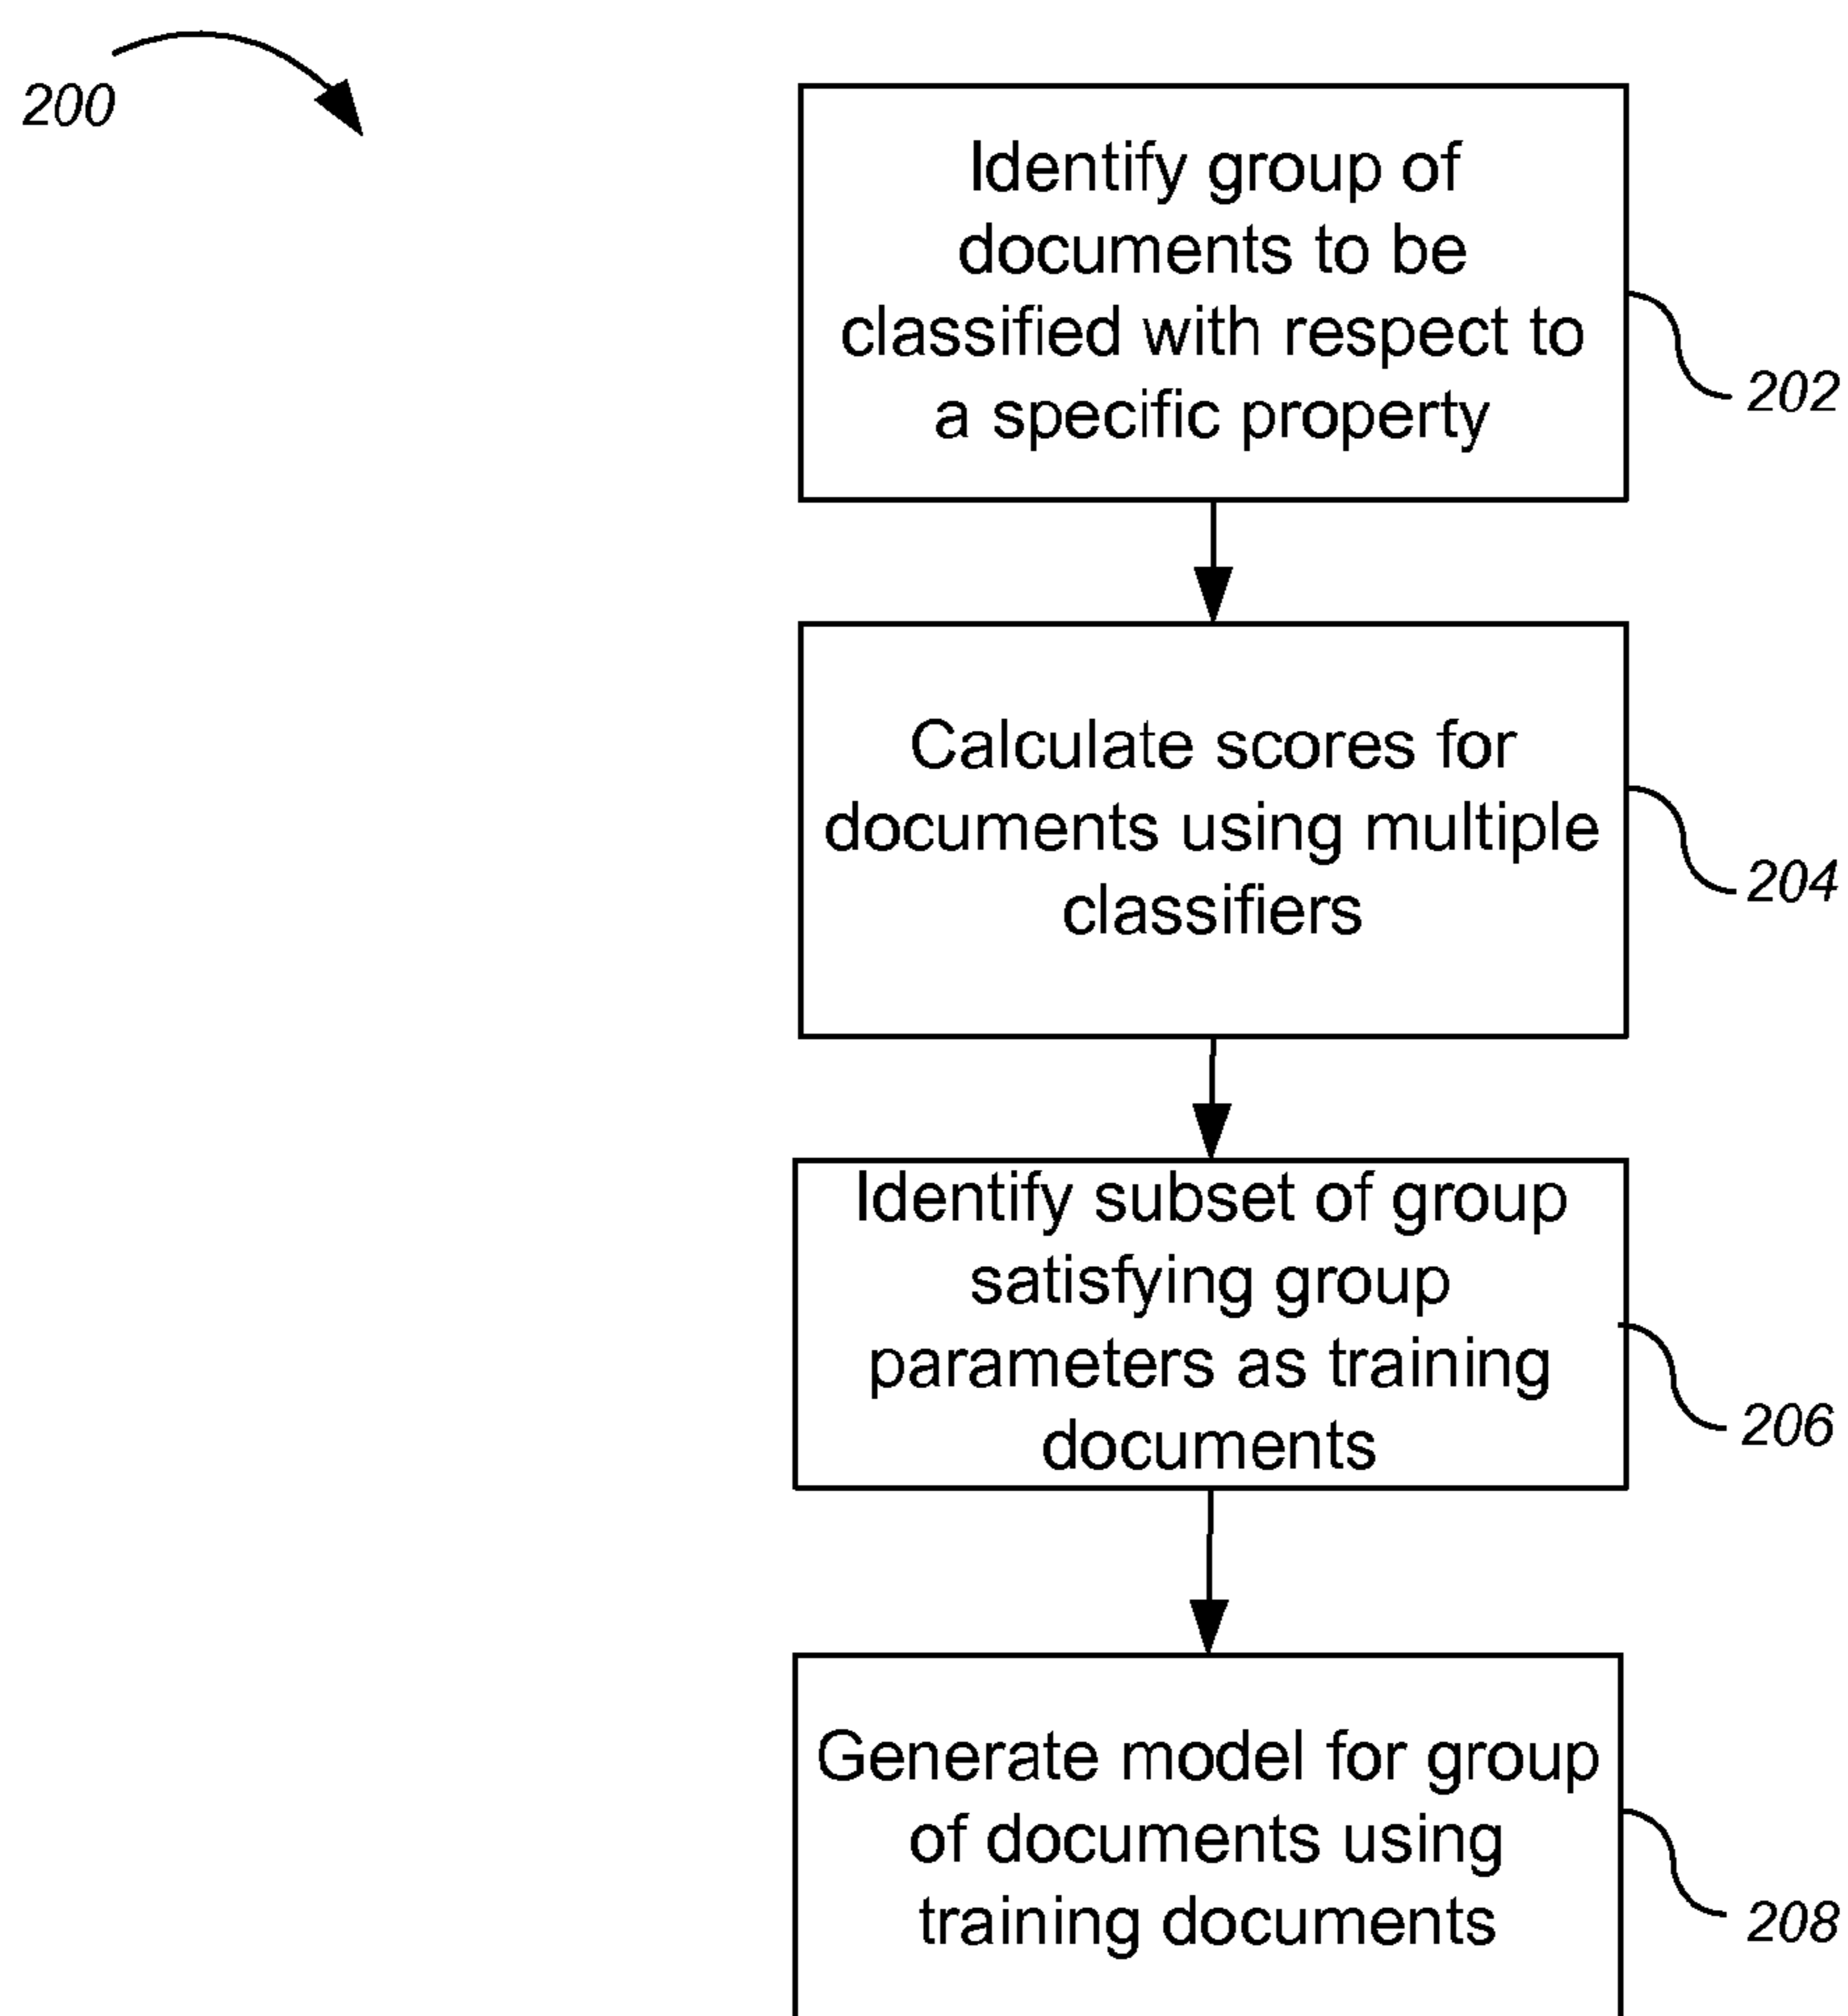 200
Identify group of
documents to be
classified with respect to
a specific property
202
Calculate scores for
documents using multiple
classifiers
204
Identify subset of group
satisfying group
parameters as training
documents
206
Generate model for group
of documents using
training documents
208